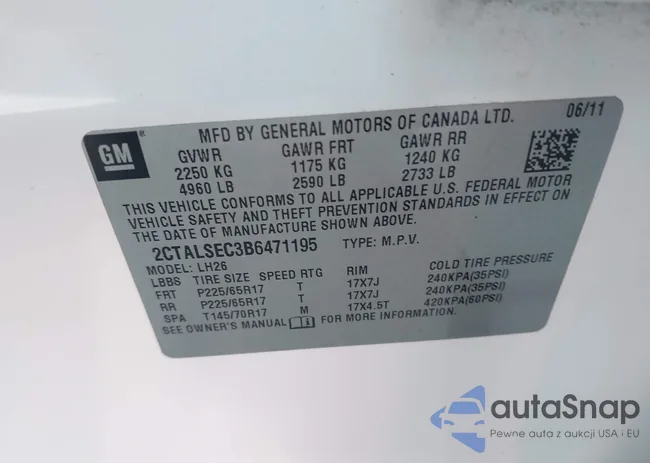 GM
MFD BY GENERAL MOTORS OF CANADA LTD. 06/11
GVWR GAWR FRT GAWR RR
2250 KG 1175 KG 1240 KG
4960 LB 2590 LB 2733 LB
THIS VEHICLE CONFORMS TO ALL APPLICABLE U.S. FEDERAL MOTOR
VEHICLE SAFETY AND THEFT PREVENTION STANDARDS IN EFFECT ON
THE DATE OF MANUFACTURE SHOWN ABOVE.
2CTALSEC3B6471195 TYPE: M.P.V.
MODEL: LH26
LBBS TIRE SIZE SPEED RTG RIM COLD TIRE PRESSURE
FRT P225/65R17 T 17X7J 240KPA(35PSI)
RR P225/65R17 T 17X7J 240KPA(35PSI)
SPA T145/70R17 M 17X4.5T 420KPA(60PSI)
SEE OWNER'S MANUAL FOR MORE INFORMATION.
autaSnap
Pewne auta z aukcji USA i EU